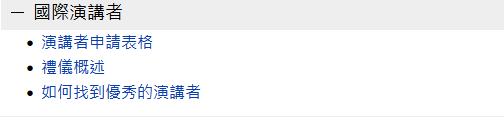 — 國際演講者
• 演講者申請表格
• 禮儀概述
• 如何找到優秀的演講者